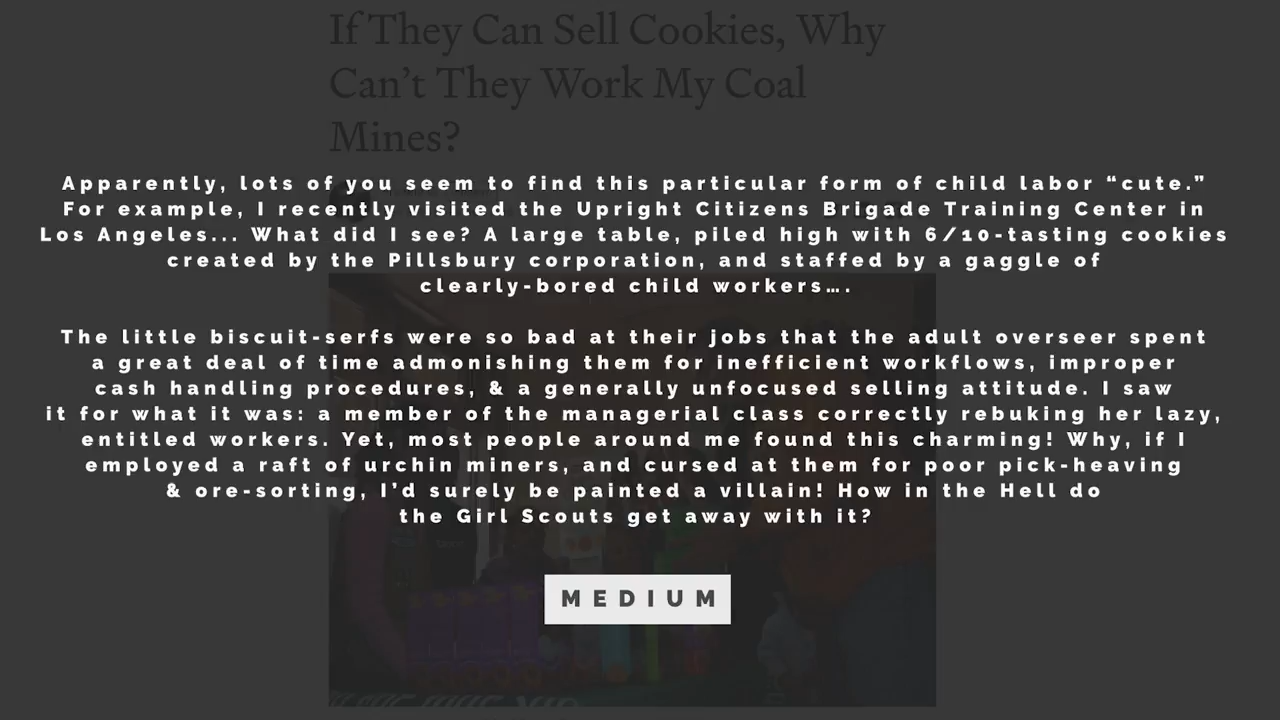 If They Can Sell Cookies, Why
Can’t They Work My Coal
Mines?
Apparently, lots of you seem to find this particular form of child labor “cute.”
For example, I recently visited the Upright Citizens Brigade Training Center in
Los Angeles... What did I see? A large table, piled high with 6/10-tasting cookies
created by the Pillsbury corporation, and staffed by a gaggle of
clearly-bored child workers….
The little biscuit-serfs were so bad at their jobs that the adult overseer spent
a great deal of time admonishing them for inefficient workflows, improper
cash handling procedures, & a generally unfocused selling attitude. I saw
it for what it was: a member of the managerial class correctly rebuking her lazy,
entitled workers. Yet, most people around me found this charming! Why, if I
employed a raft of urchin miners, and cursed at them for poor pick-heaving
& ore-sorting, I’d surely be painted a villain! How in the Hell do
the Girl Scouts get away with it?
MEDIUM